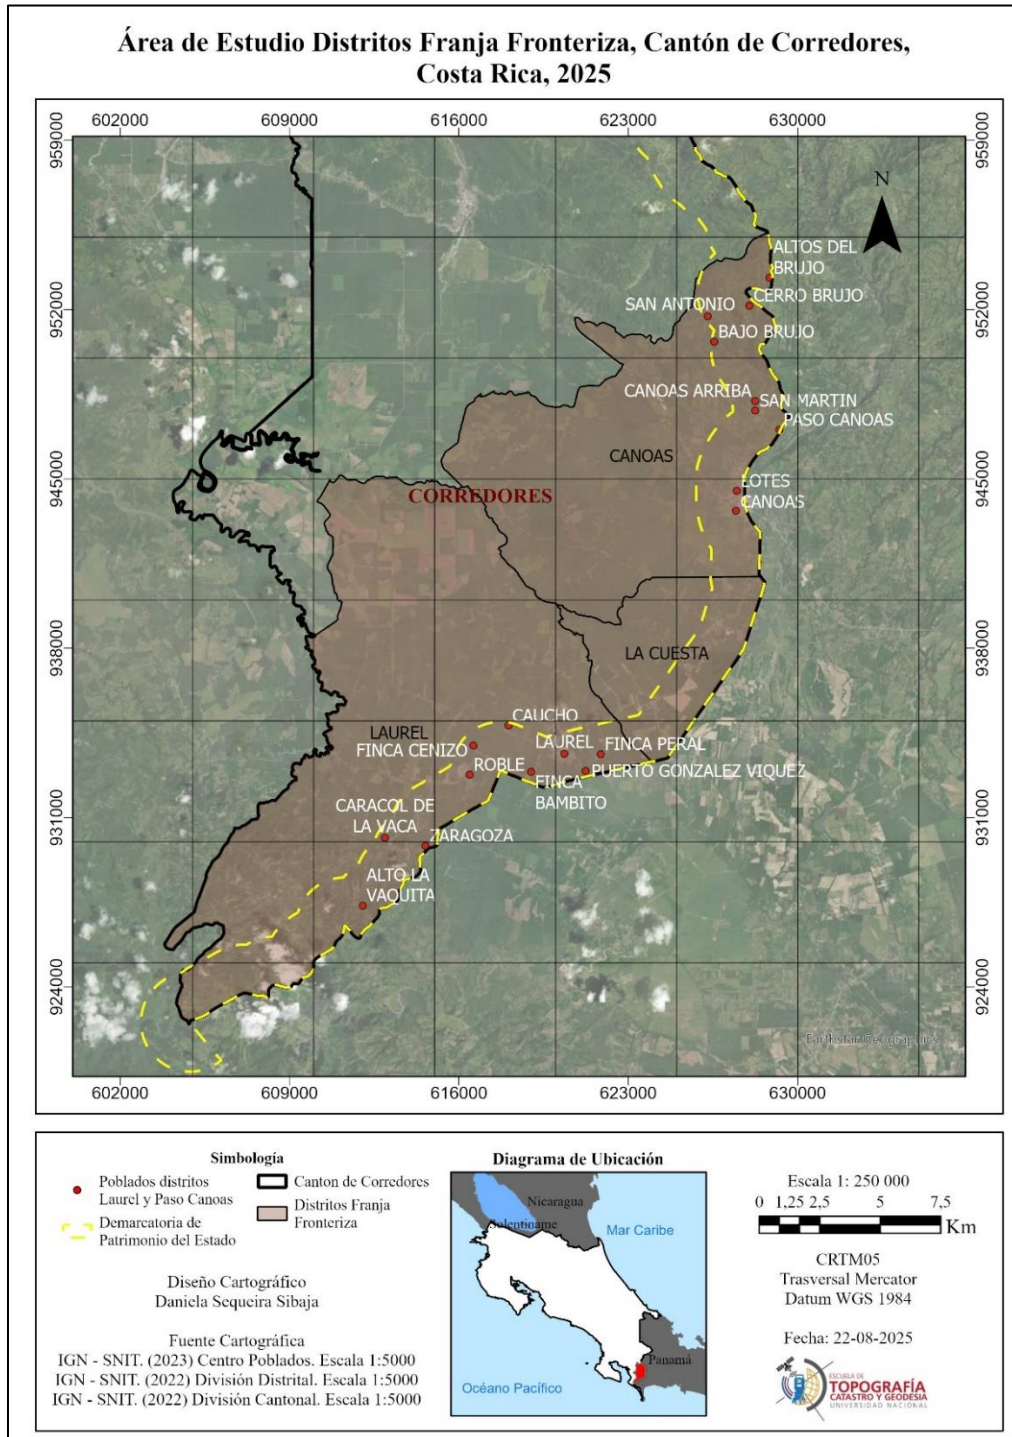 Área de Estudio Distritos Franja Fronteriza, Cantón de Corredores,
Costa Rica, 2025
602000 609000 616000 623000 630000
959000
952000
945000
938000
931000
924000
N
ALTOS DEL
BRUJO
CERRO BRUJO
SAN ANTONIO
BAJO BRUJO
CANOAS ARRIBA
SAN MARTIN
PASO CANOAS
CANOAS
LOTES
CANOAS
CORREDORES
LA CUESTA
CAUCHO
LAUREL
FINCA CENIZO
LAUREL
FINCA PERAL
ROBLE
PUERTO GONZALEZ VIQUEZ
FINCA
BAMBITO
CARACOL DE
LA VACA
ZARAGOZA
ALTO LA
VAQUITA
959000
952000
945000
938000
931000
924000
Earthstar Geographics
602000 609000 616000 623000 630000
Simbología
Poblados distritos
Laurel y Paso Canoas
Demarcatoria de
Patrimonio del Estado
Canton de Corredores
Distritos Franja
Fronteriza
Diseño Cartográfico
Daniela Sequeira Sibaja
Fuente Cartográfica
IGN - SNIT. (2023) Centro Poblados. Escala 1:5000
IGN - SNIT. (2022) División Distrital. Escala 1:5000
IGN - SNIT. (2022) División Cantonal. Escala 1:5000
Diagrama de Ubicación
Nicaragua
Solentiname
Mar Caribe
Panamá
Océano Pacífico
Escala 1: 250 000
0 1,25 2,5 5 7,5
Km
CRTM05
Trasversal Mercator
Datum WGS 1984
Fecha: 22-08-2025
ESCUELA DE
TOPOGRAFÍA
CATASTRO Y GEODESIA
UNIVERSIDAD NACIONAL